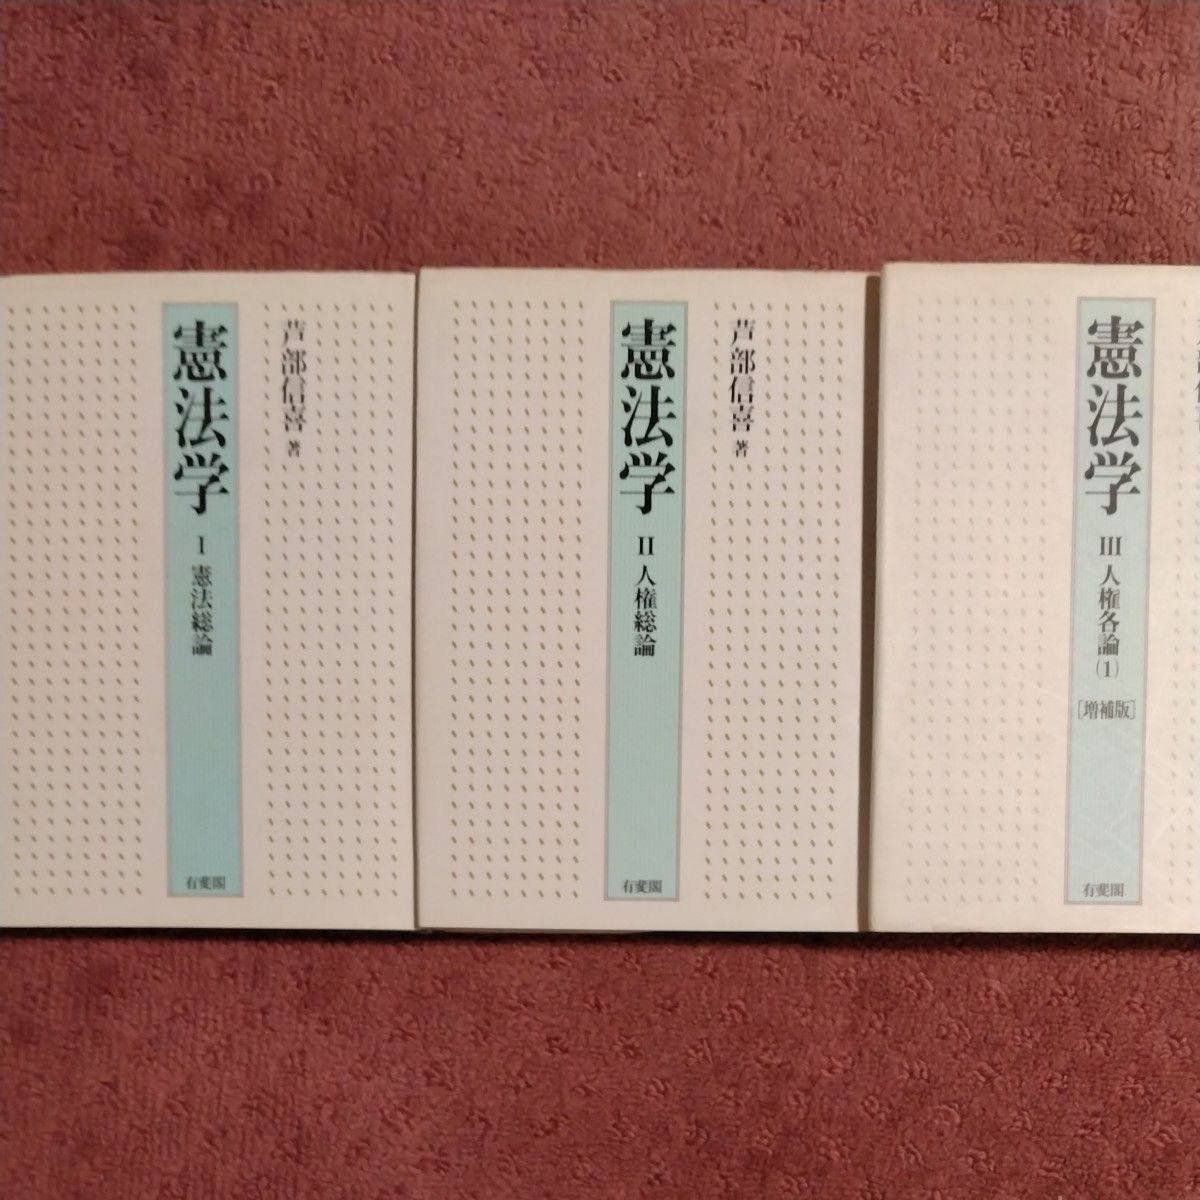 憲法学
I 憲法総論
芦部信喜 著
有斐閣
憲法学
II 人権総論
芦部信喜 著
有斐閣
憲法学
III 人権各論(1)
[増補版]
有斐閣